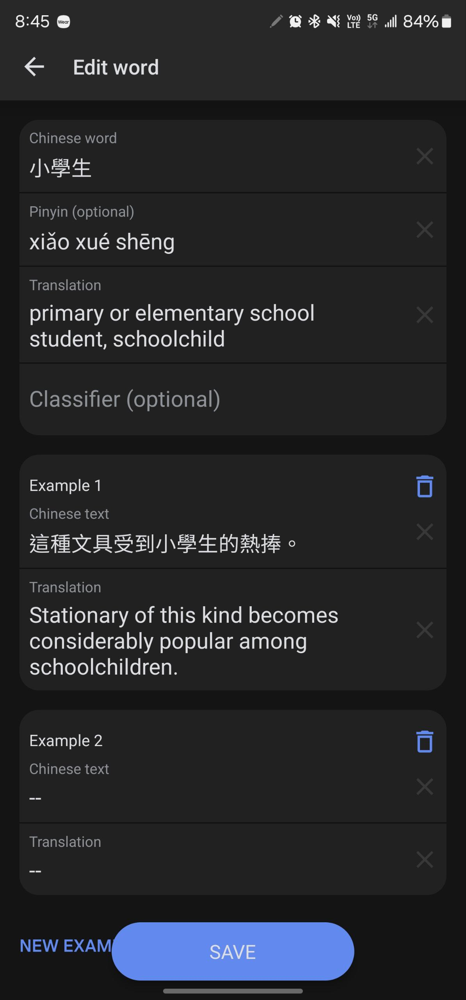 8:45 Wear Vo)) LTE 5G 84%
Edit word
Chinese word
小學生
Pinyin (optional)
xiǎo xué shēng
Translation
primary or elementary school
student, schoolchild
Classifier (optional)
Example 1
Chinese text
這種文具受到小學生的熱捧。
Translation
Stationary of this kind becomes
considerably popular among
schoolchildren.
Example 2
Chinese text
--
Translation
--
NEW EXAM
SAVE